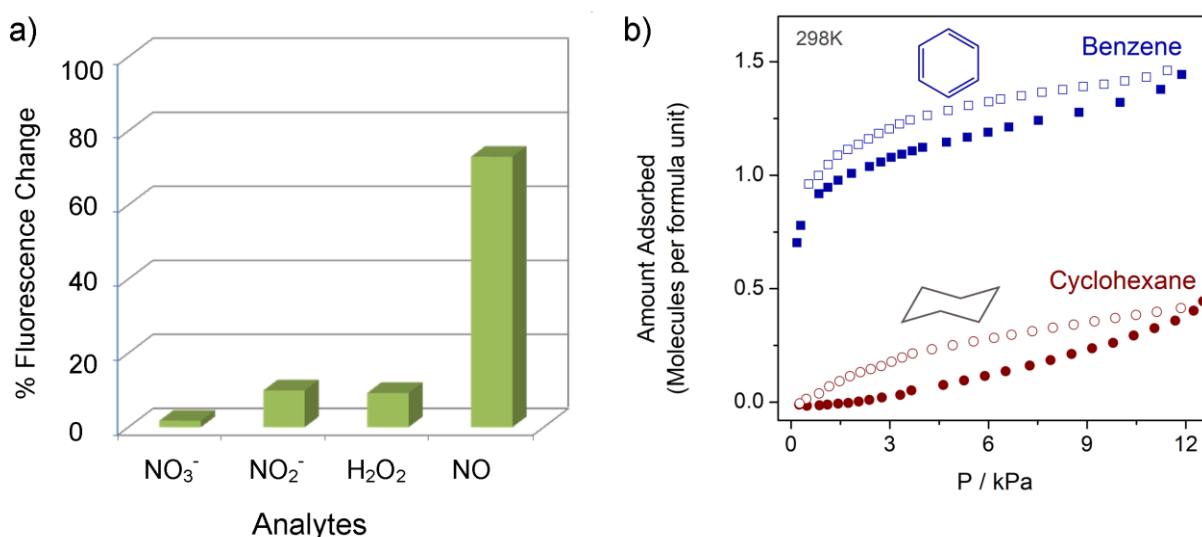 a)
% Fluorescence Change
100
80
60
40
20
0
NO₃⁻
NO₂⁻
H₂O₂
NO
Analytes
b)
298K
Benzene
Cyclohexane
Amount Adsorbed
(Molecules per formula unit)
1.5
1.0
0.5
0.0
0
3
6
9
12
P / kPa